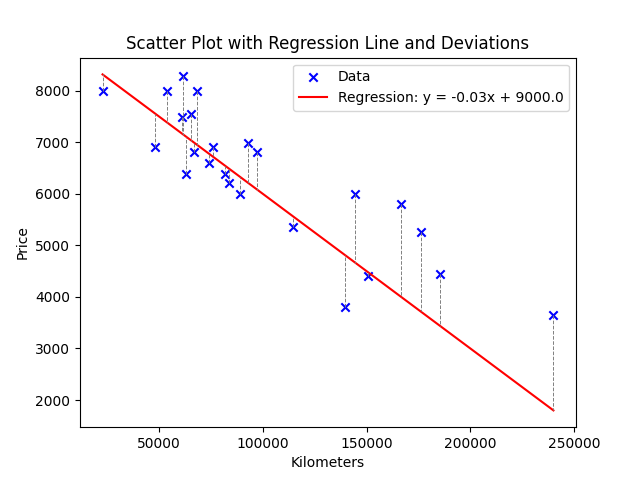 Scatter Plot with Regression Line and Deviations
Data
Regression: y = -0.03x + 9000.0
8000
7000
6000
5000
4000
3000
2000
Price
50000
100000
150000
200000
250000
Kilometers